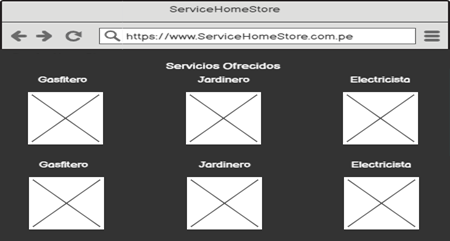 ServiceHomeStore
https://www.ServiceHomeStore.com.pe
Servicios Ofrecidos
Gasfitero Jardinero Electricista
Gasfitero Jardinero Electricista